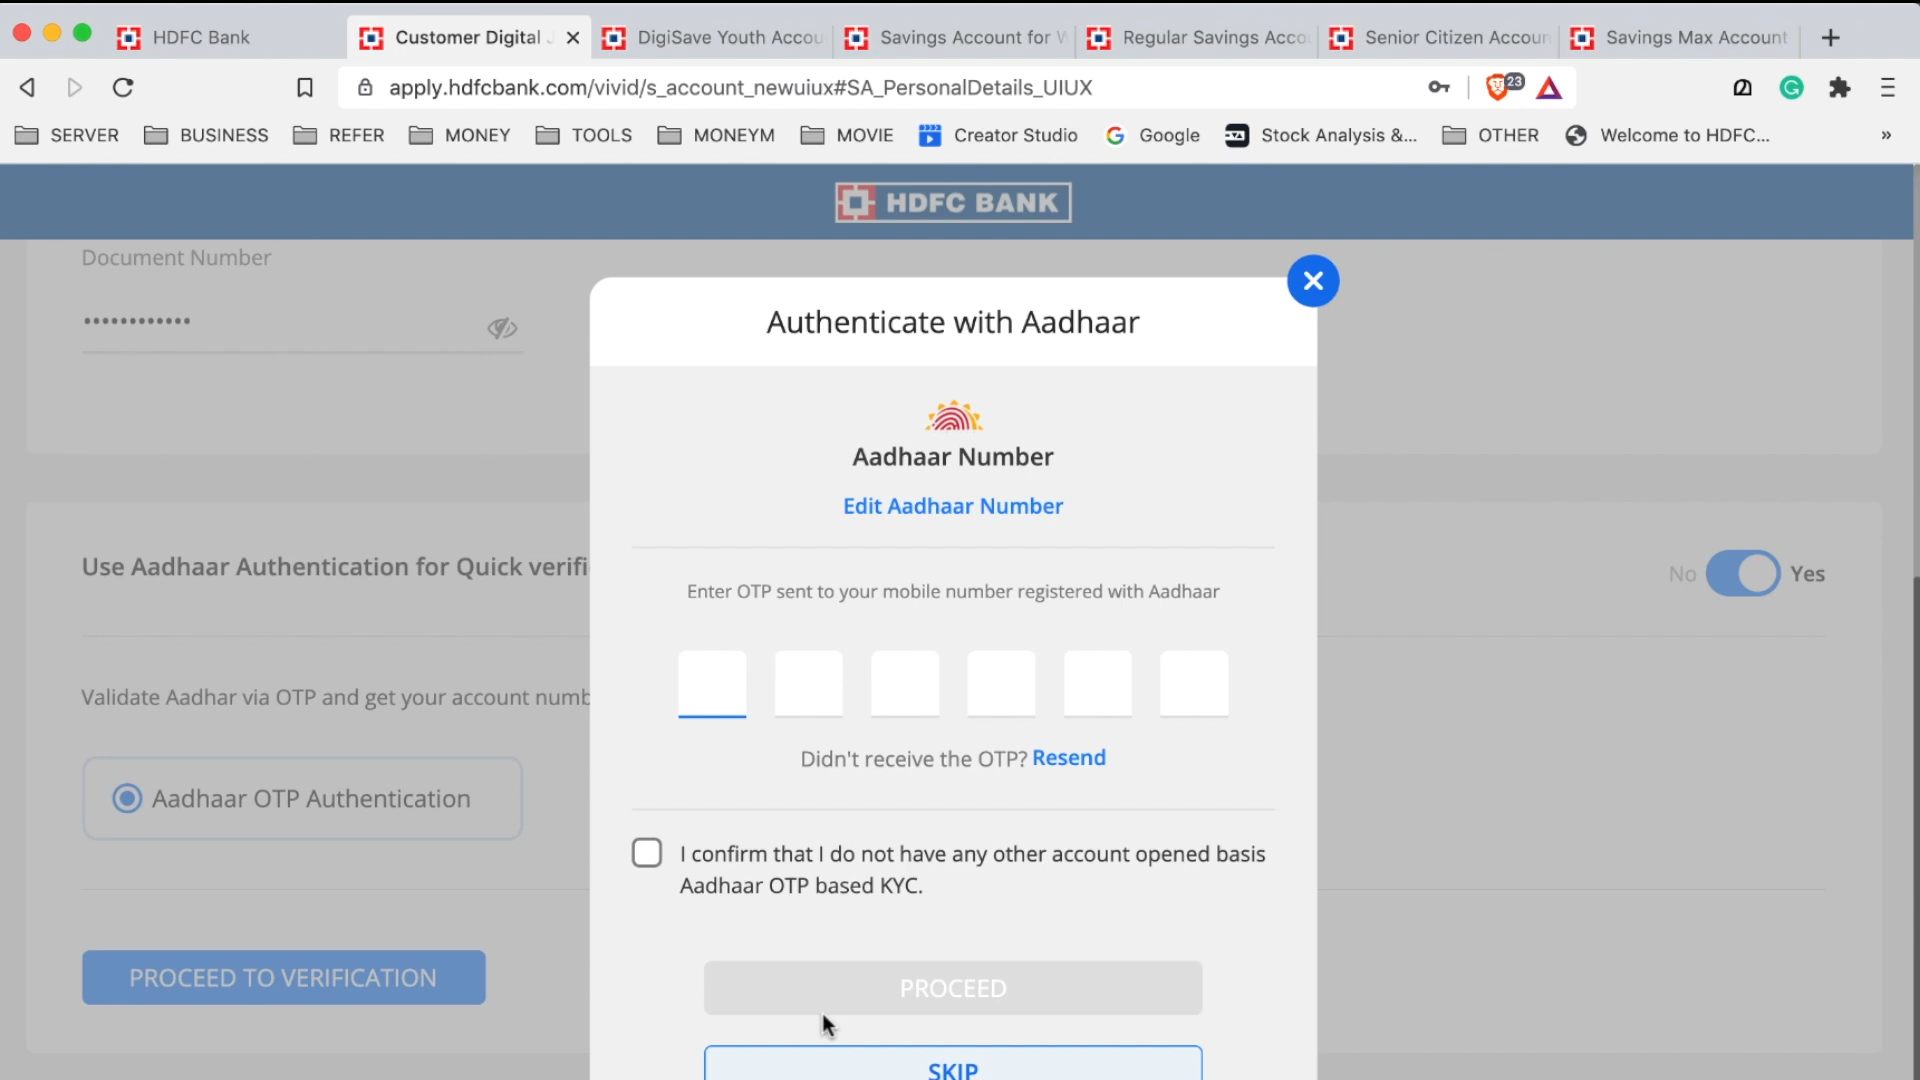 HDFC Bank
Customer Digital
DigiSave Youth Accou
Savings Account for W
Regular Savings Acco
Senior Citizen Accoun
Savings Max Account
apply.hdfcbank.com/vivid/s_account_newuiux#SA_PersonalDetails_UIUX
23
SERVER
BUSINESS
REFER
MONEY
TOOLS
MONEYM
MOVIE
Creator Studio
Google
Stock Analysis &...
OTHER
Welcome to HDFC...
»
HDFC BANK
Document Number
••••••••••••
Authenticate with Aadhaar
Aadhaar Number
Edit Aadhaar Number
Use Aadhaar Authentication for Quick verifi
No
Yes
Enter OTP sent to your mobile number registered with Aadhaar
Validate Aadhar via OTP and get your account numb
Didn't receive the OTP? Resend
Aadhaar OTP Authentication
I confirm that I do not have any other account opened basis
Aadhaar OTP based KYC.
PROCEED TO VERIFICATION
PROCEED
SKIP